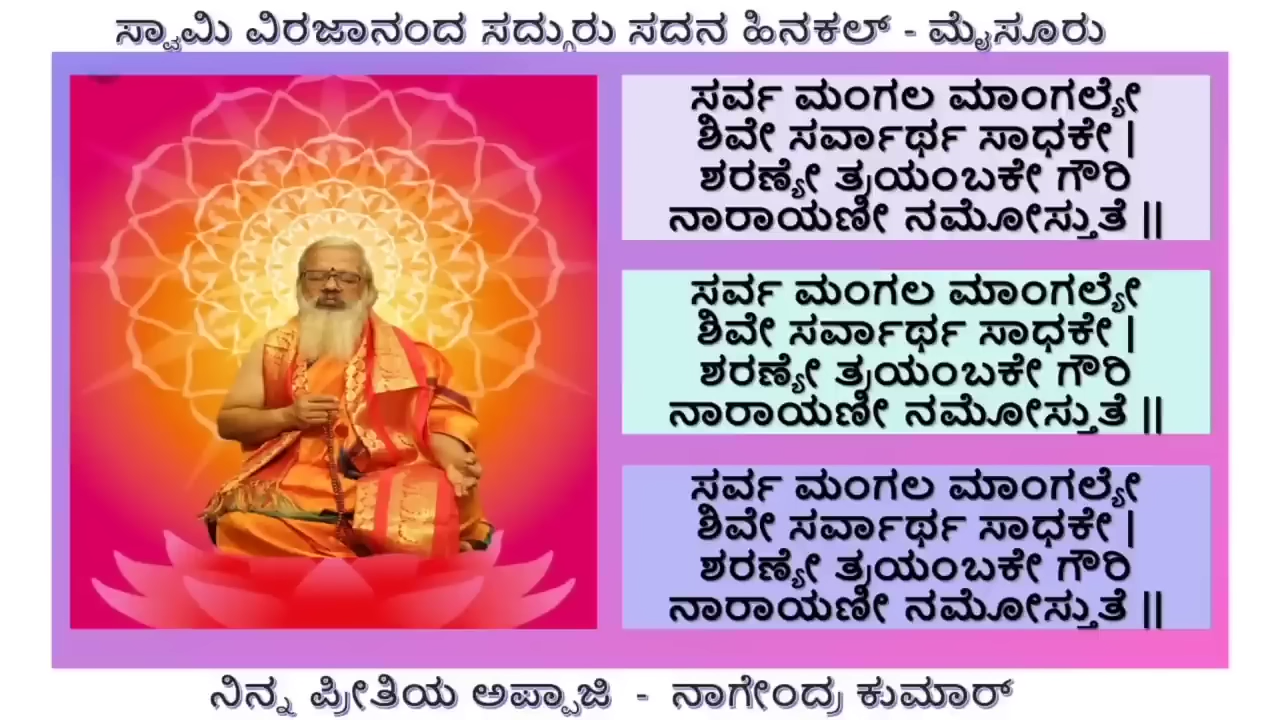 ಸ್ವಾಮಿ ವಿರಜಾನಂದ ಸದ್ಗುರು ಸದನ ಹಿನಕಲ್ - ಮೈಸೂರು
ಸರ್ವ ಮಂಗಲ ಮಾಂಗಲ್ಯೇ
ಶಿವೇ ಸರ್ವಾರ್ಥ ಸಾಧಕೇ |
ಶರಣ್ಯೇ ತ್ರಯಂಬಕೇ ಗೌರಿ
ನಾರಾಯಣೀ ನಮೋಸ್ತುತೆ ||
ಸರ್ವ ಮಂಗಲ ಮಾಂಗಲ್ಯೇ
ಶಿವೇ ಸರ್ವಾರ್ಥ ಸಾಧಕೇ |
ಶರಣ್ಯೇ ತ್ರಯಂಬಕೇ ಗೌರಿ
ನಾರಾಯಣೀ ನಮೋಸ್ತುತೆ ||
ಸರ್ವ ಮಂಗಲ ಮಾಂಗಲ್ಯೇ
ಶಿವೇ ಸರ್ವಾರ್ಥ ಸಾಧಕೇ |
ಶರಣ್ಯೇ ತ್ರಯಂಬಕೇ ಗೌರಿ
ನಾರಾಯಣೀ ನಮೋಸ್ತುತೆ ||
ನಿನ್ನ ಪ್ರೀತಿಯ ಅಪ್ಪಾಜಿ - ನಾಗೇಂದ್ರ ಕುಮಾರ್